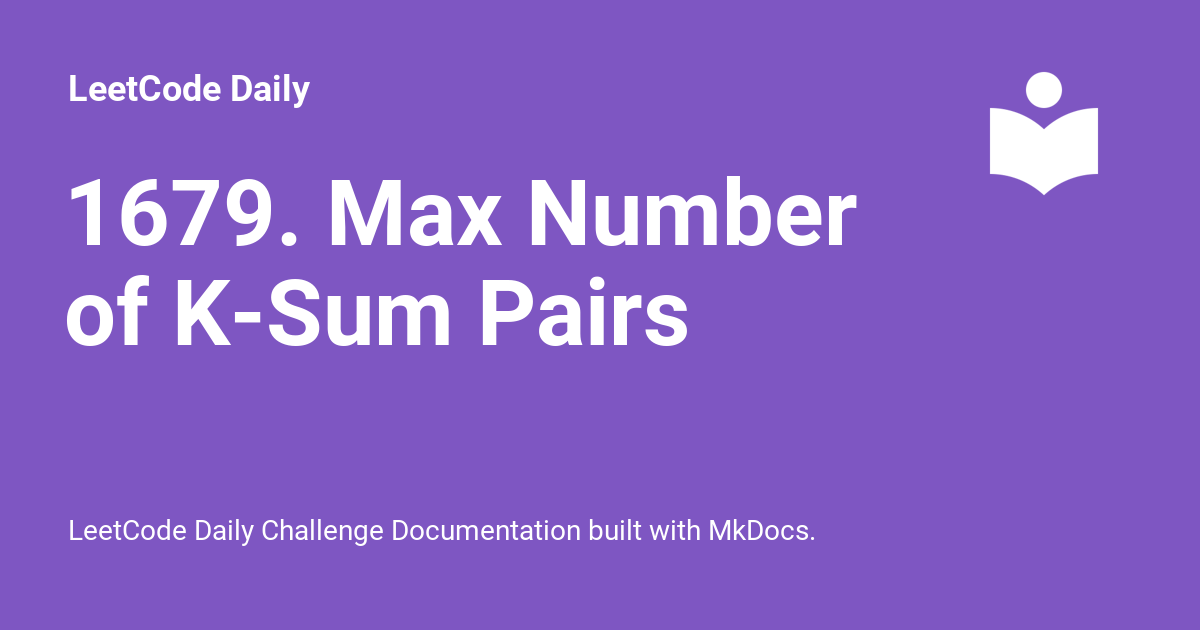 LeetCode Daily
1679. Max Number
of K-Sum Pairs
LeetCode Daily Challenge Documentation built with MkDocs.